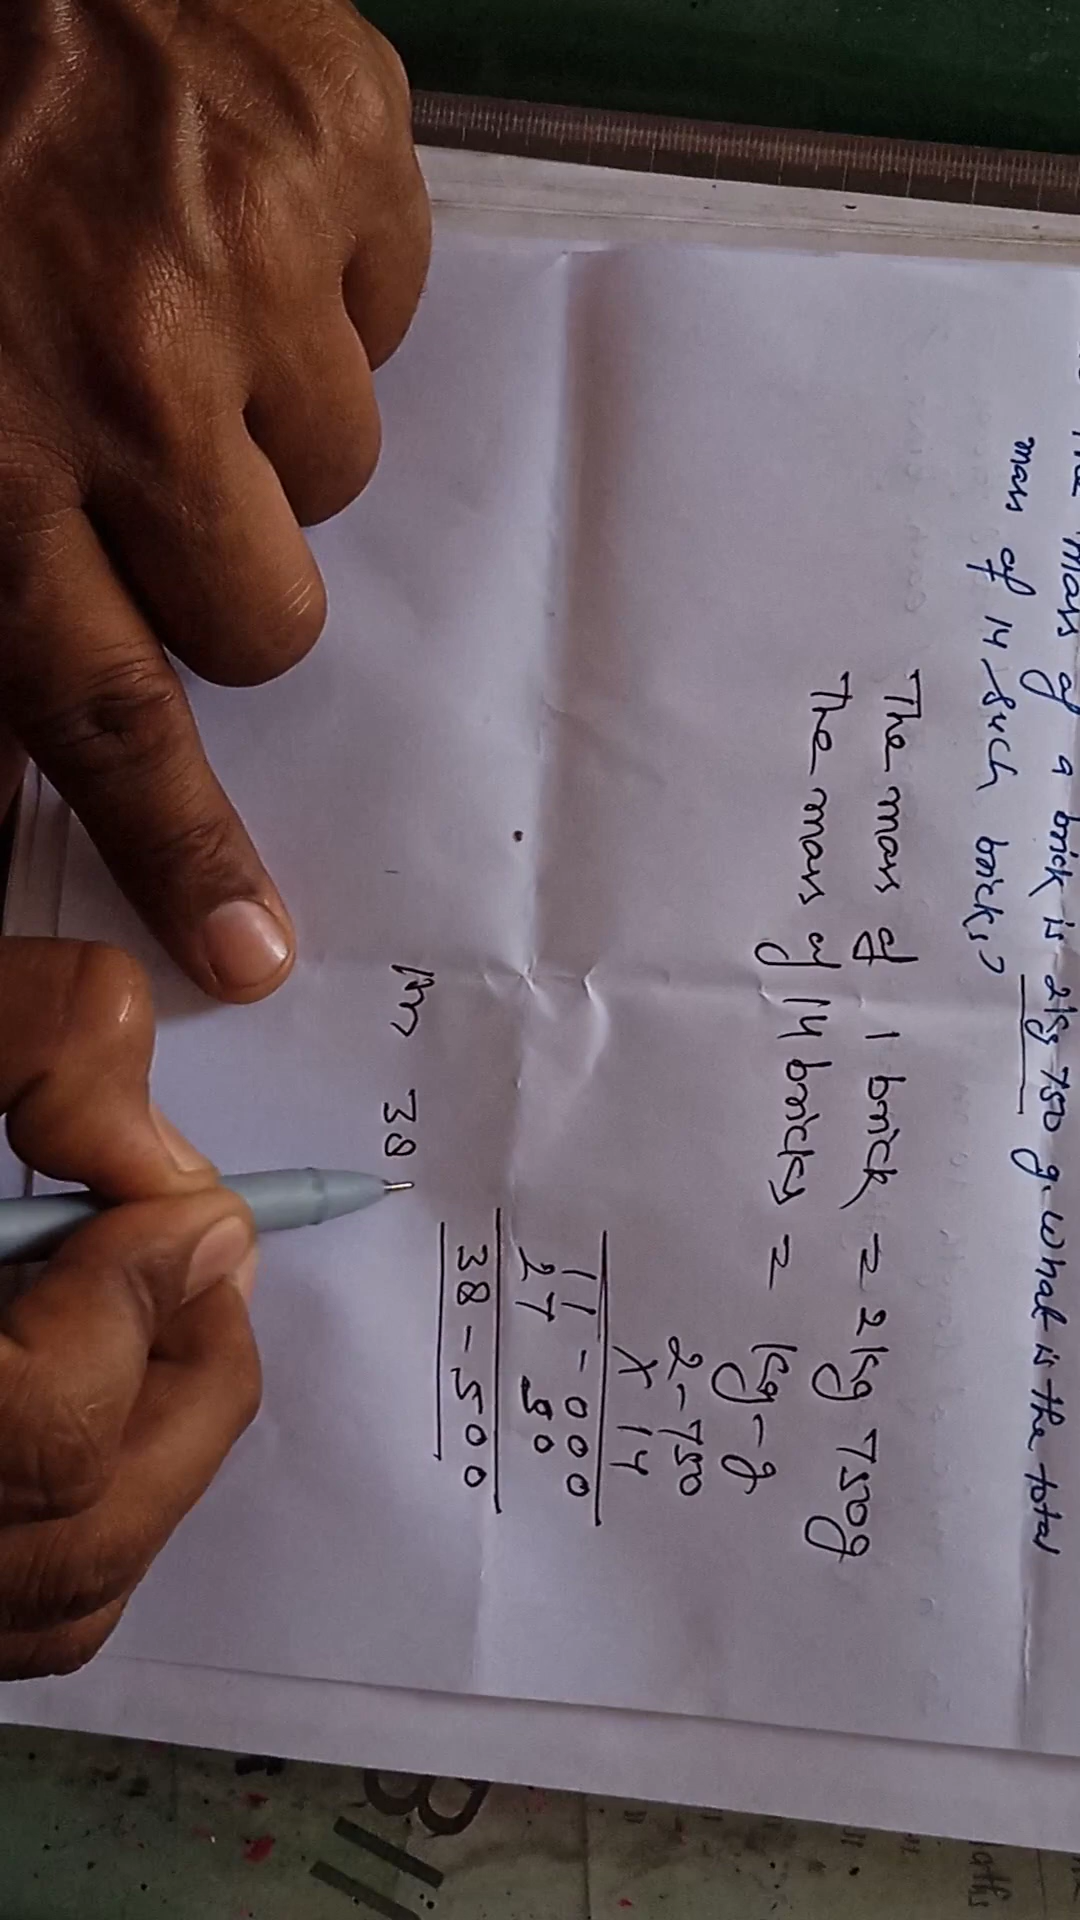 The mass of a brick is 2kg 750 g. what is the total
mass of 14 such bricks?
The mass of 1 brick = 2kg 750g
The mass of 14 bricks =
kg - g
2-750
X 14
11-000
27 50
38-500
Ans 38